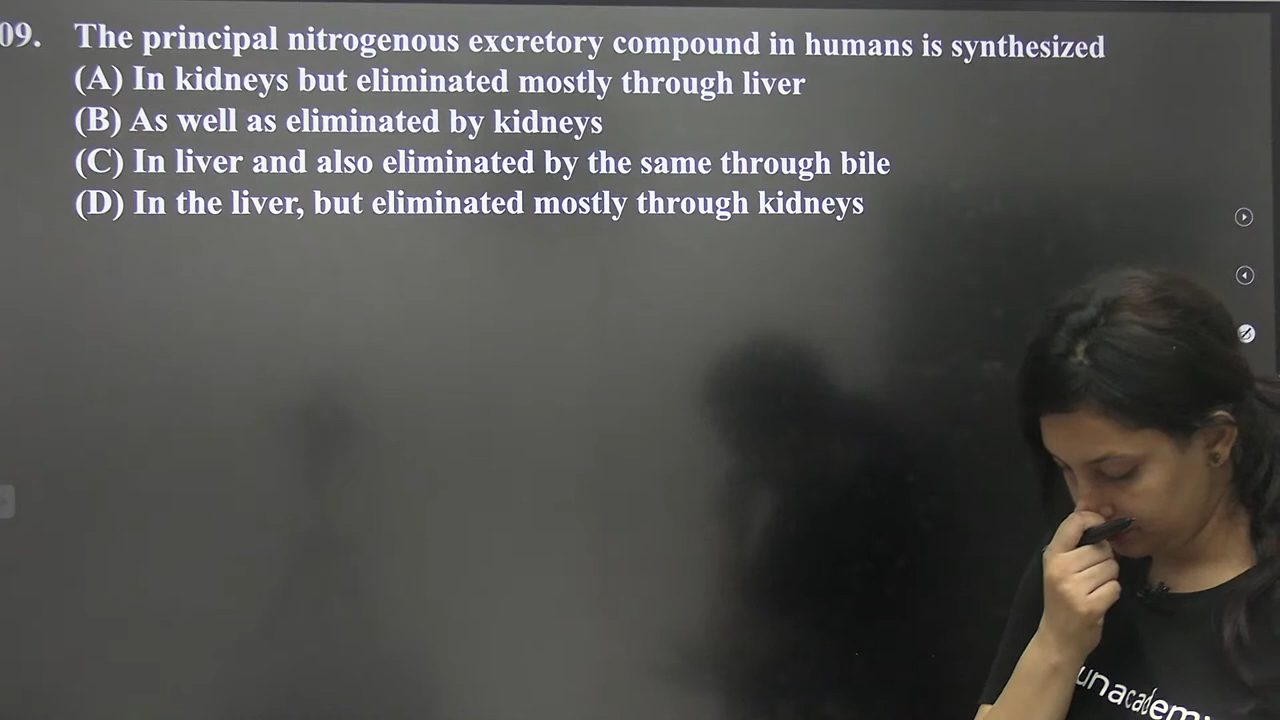 09. The principal nitrogenous excretory compound in humans is synthesized
(A) In kidneys but eliminated mostly through liver
(B) As well as eliminated by kidneys
(C) In liver and also eliminated by the same through bile
(D) In the liver, but eliminated mostly through kidneys
unacademy